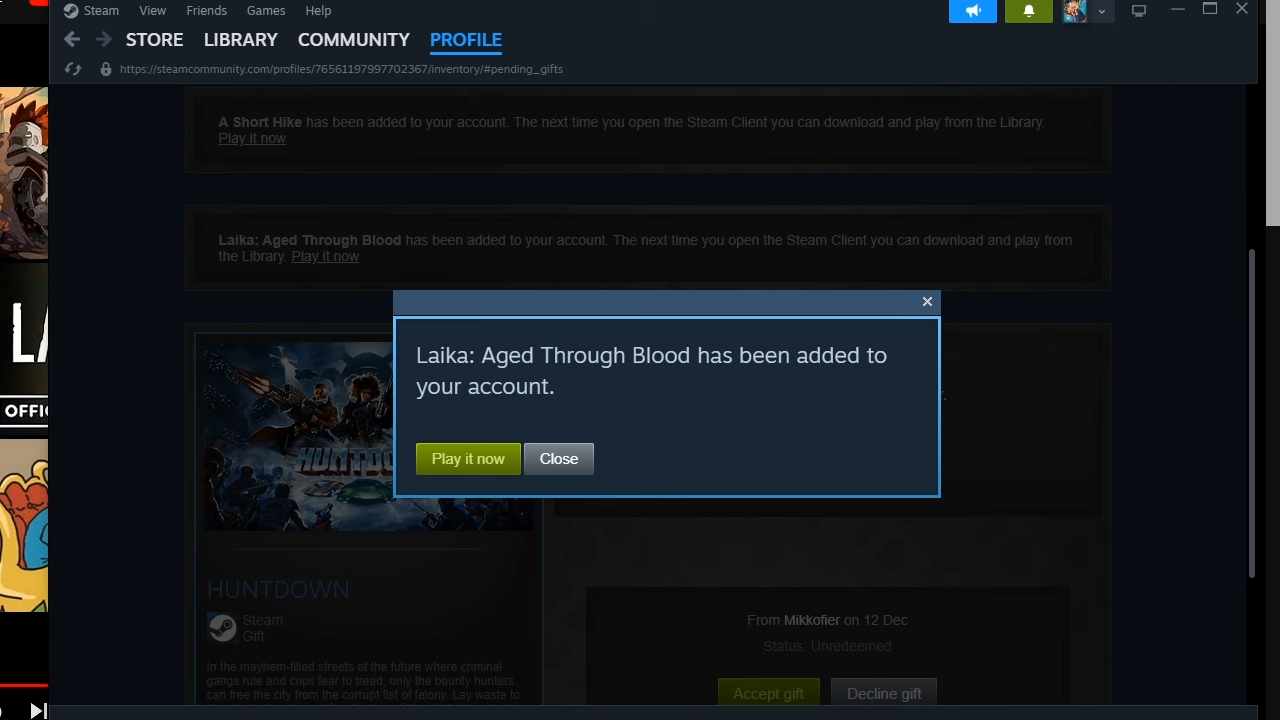 Steam View Friends Games Help
STORE LIBRARY COMMUNITY PROFILE
https://steamcommunity.com/profiles/76561197997702367/inventory/#pending_gifts
A Short Hike has been added to your account. The next time you open the Steam Client you can download and play from the Library.
Play it now
Laika: Aged Through Blood has been added to your account. The next time you open the Steam Client you can download and play from
the Library. Play it now
Laika: Aged Through Blood has been added to
your account.
Play it now Close
HUNTDOWN
Steam
Gift
In the mayhem-filled streets of the future where criminal
gangs rule and cops fear to tread, only the bounty hunters
can free the city from the corrupt fist of felony. Lay waste to
From Mikkofier on 12 Dec
Status: Unredeemed
Accept gift Decline gift